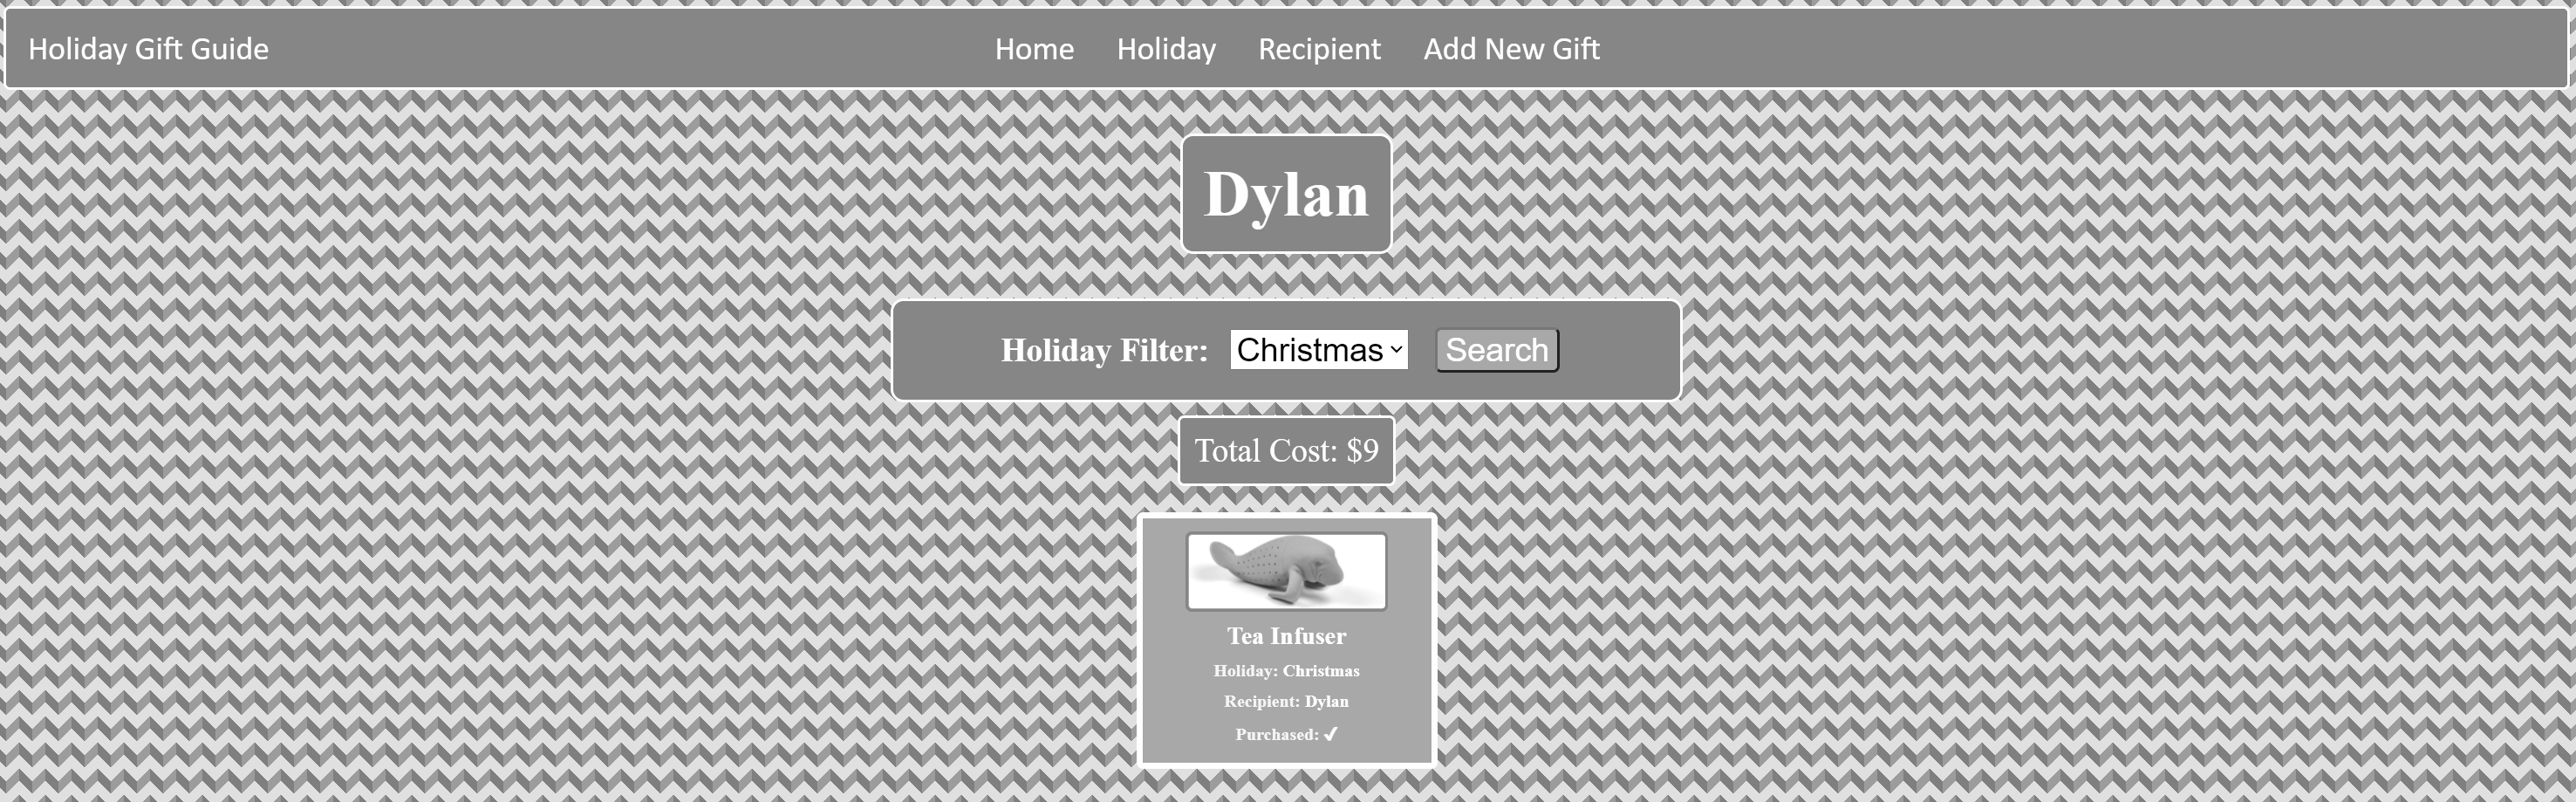 Holiday Gift Guide Home Holiday Recipient Add New Gift
Dylan
Holiday Filter: Christmas Search
Total Cost: $9
Tea Infuser
Holiday: Christmas
Recipient: Dylan
Purchased: ✓